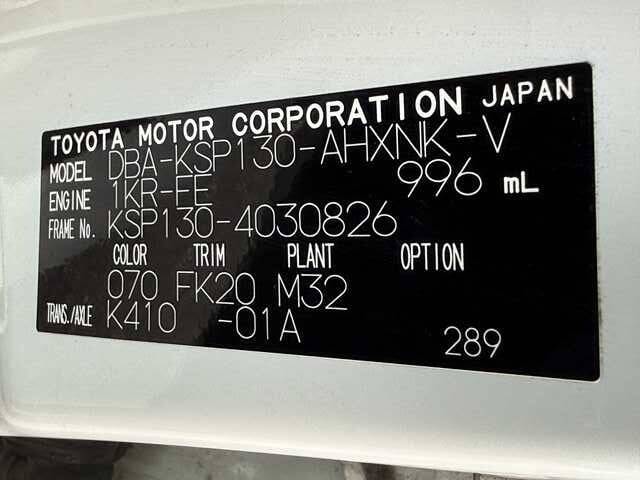 TOYOTA MOTOR CORPORATION JAPAN
MODEL DBA-KSP130-AHXNK-V
ENGINE 1KR-FE 996 mL
FRAME No. KSP130-4030826
COLOR TRIM PLANT OPTION
070 FK20 M32
TRANS./AXLE K410 -01A
289